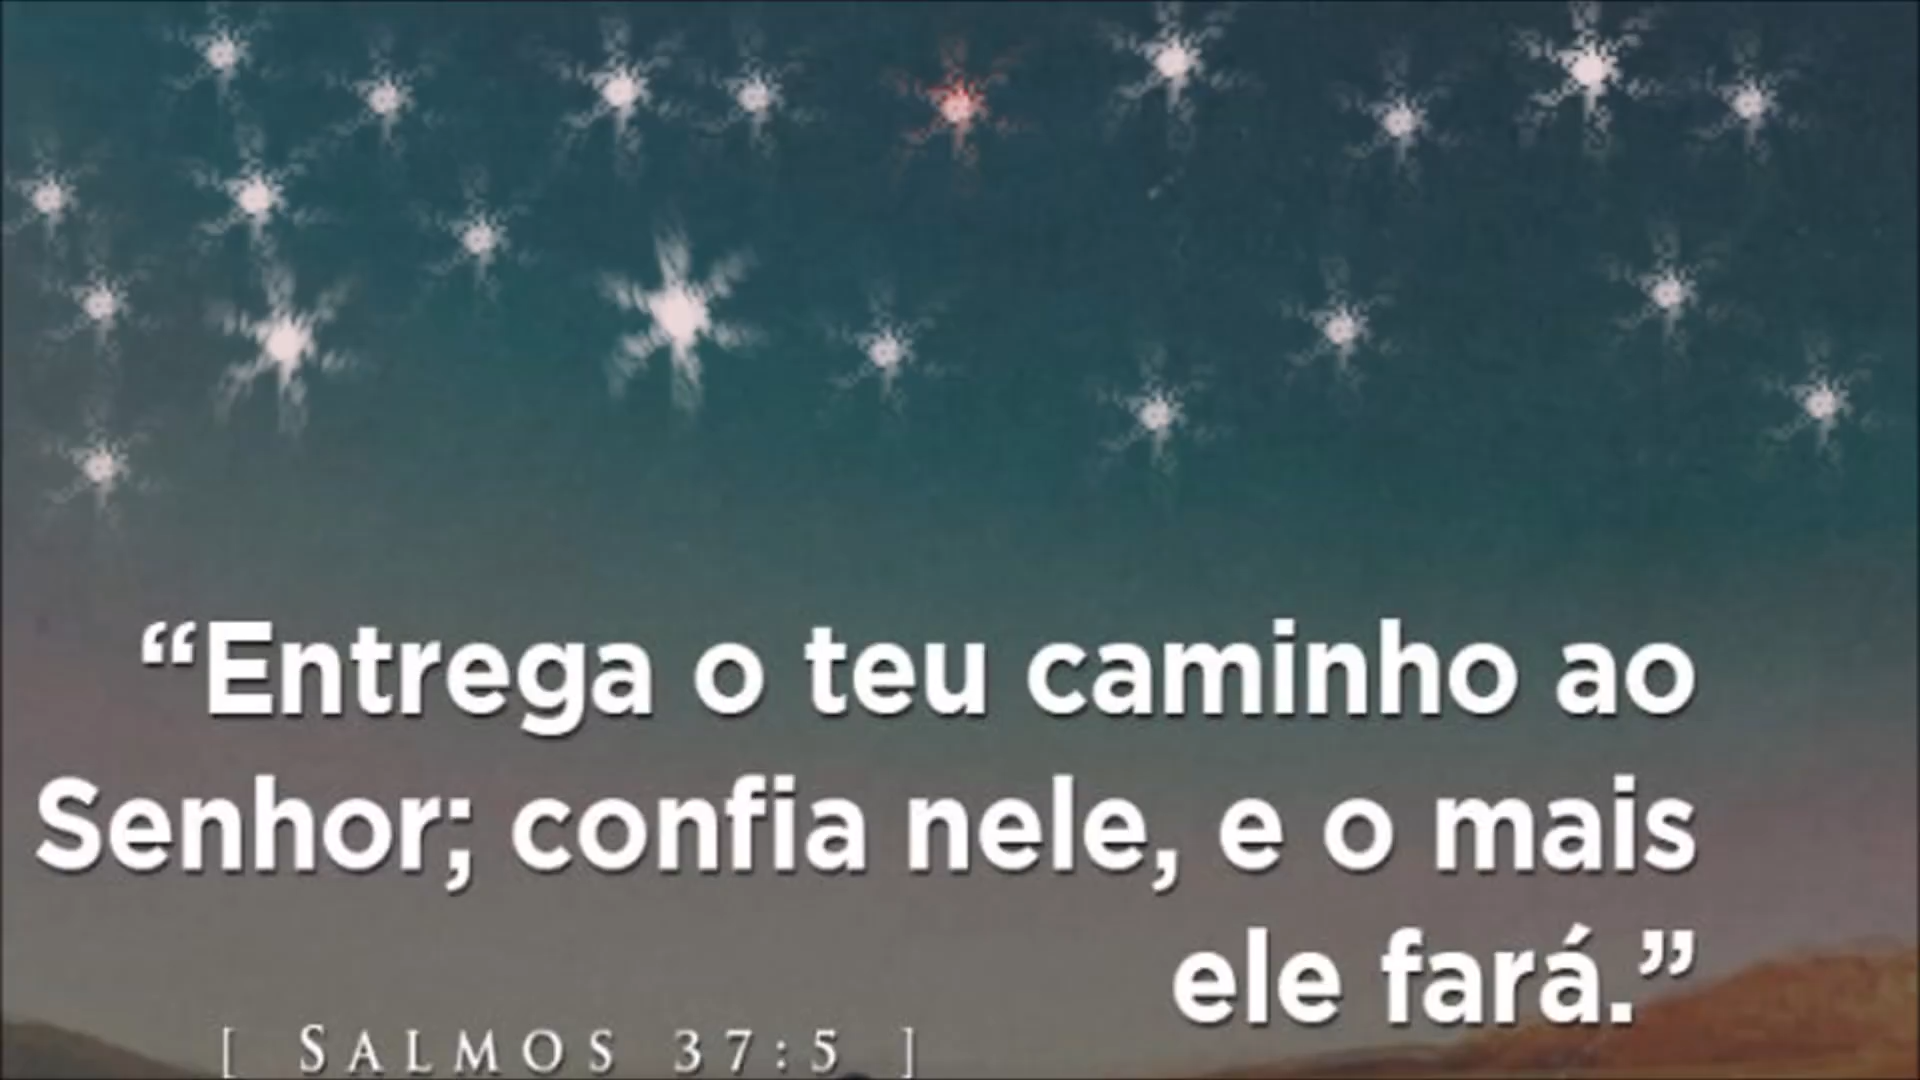 “Entrega o teu caminho ao
Senhor; confia nele, e o mais
ele fará.”
[ SALMOS 37:5 ]